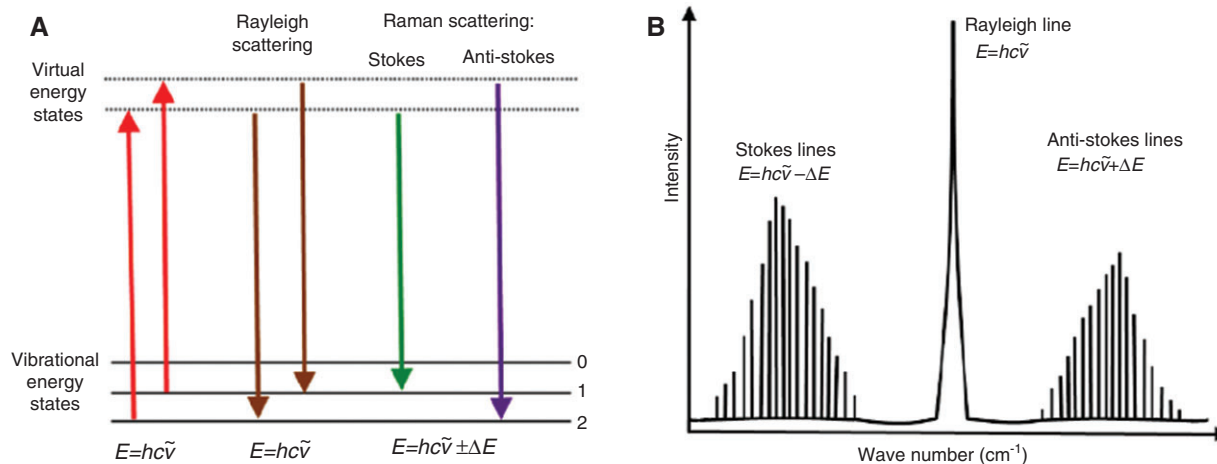 A
Rayleigh
scattering
Raman scattering:
Stokes
Anti-stokes
Virtual
energy
states
Vibrational
energy
states
0
1
2
E=hcṽ
E=hcṽ
E=hcṽ ±ΔE
B
Intensity
Rayleigh line
E=hcṽ
Stokes lines
E=hcṽ –ΔE
Anti-stokes lines
E=hcṽ+ΔE
Wave number (cm⁻¹)